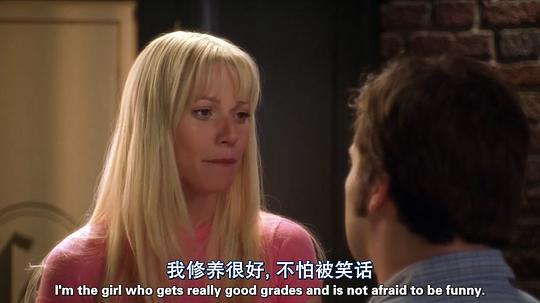 我修养很好, 不怕被笑话
I'm the girl who gets really good grades and is not afraid to be funny.